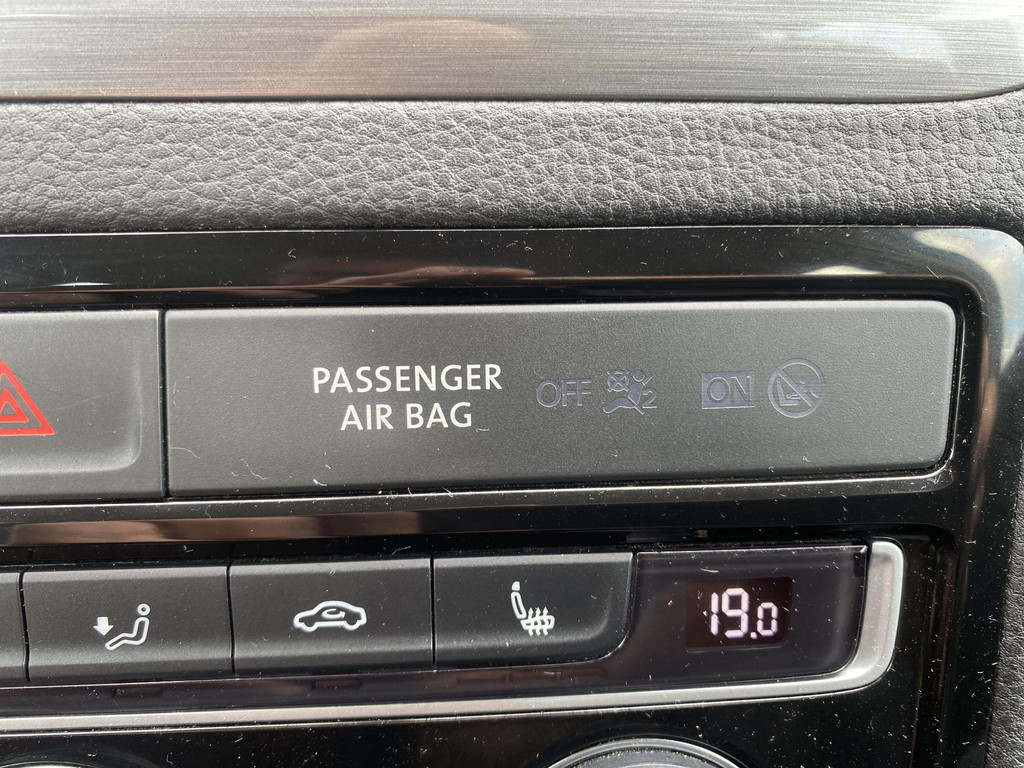 PASSENGER
AIR BAG
OFF 2
ON
19.0